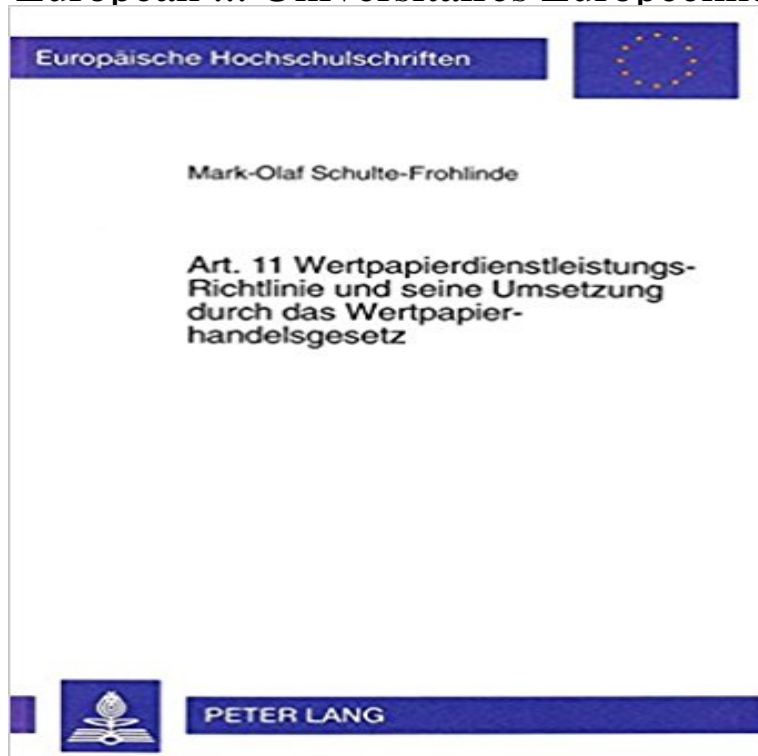 Europäische Hochschulschriften
Mark-Olaf Schulte-Frohlinde
Art. 11 Wertpapierdienstleistungs-
Richtlinie und seine Umsetzung
durch das Wertpapier-
handelsgesetz
PETER LANG